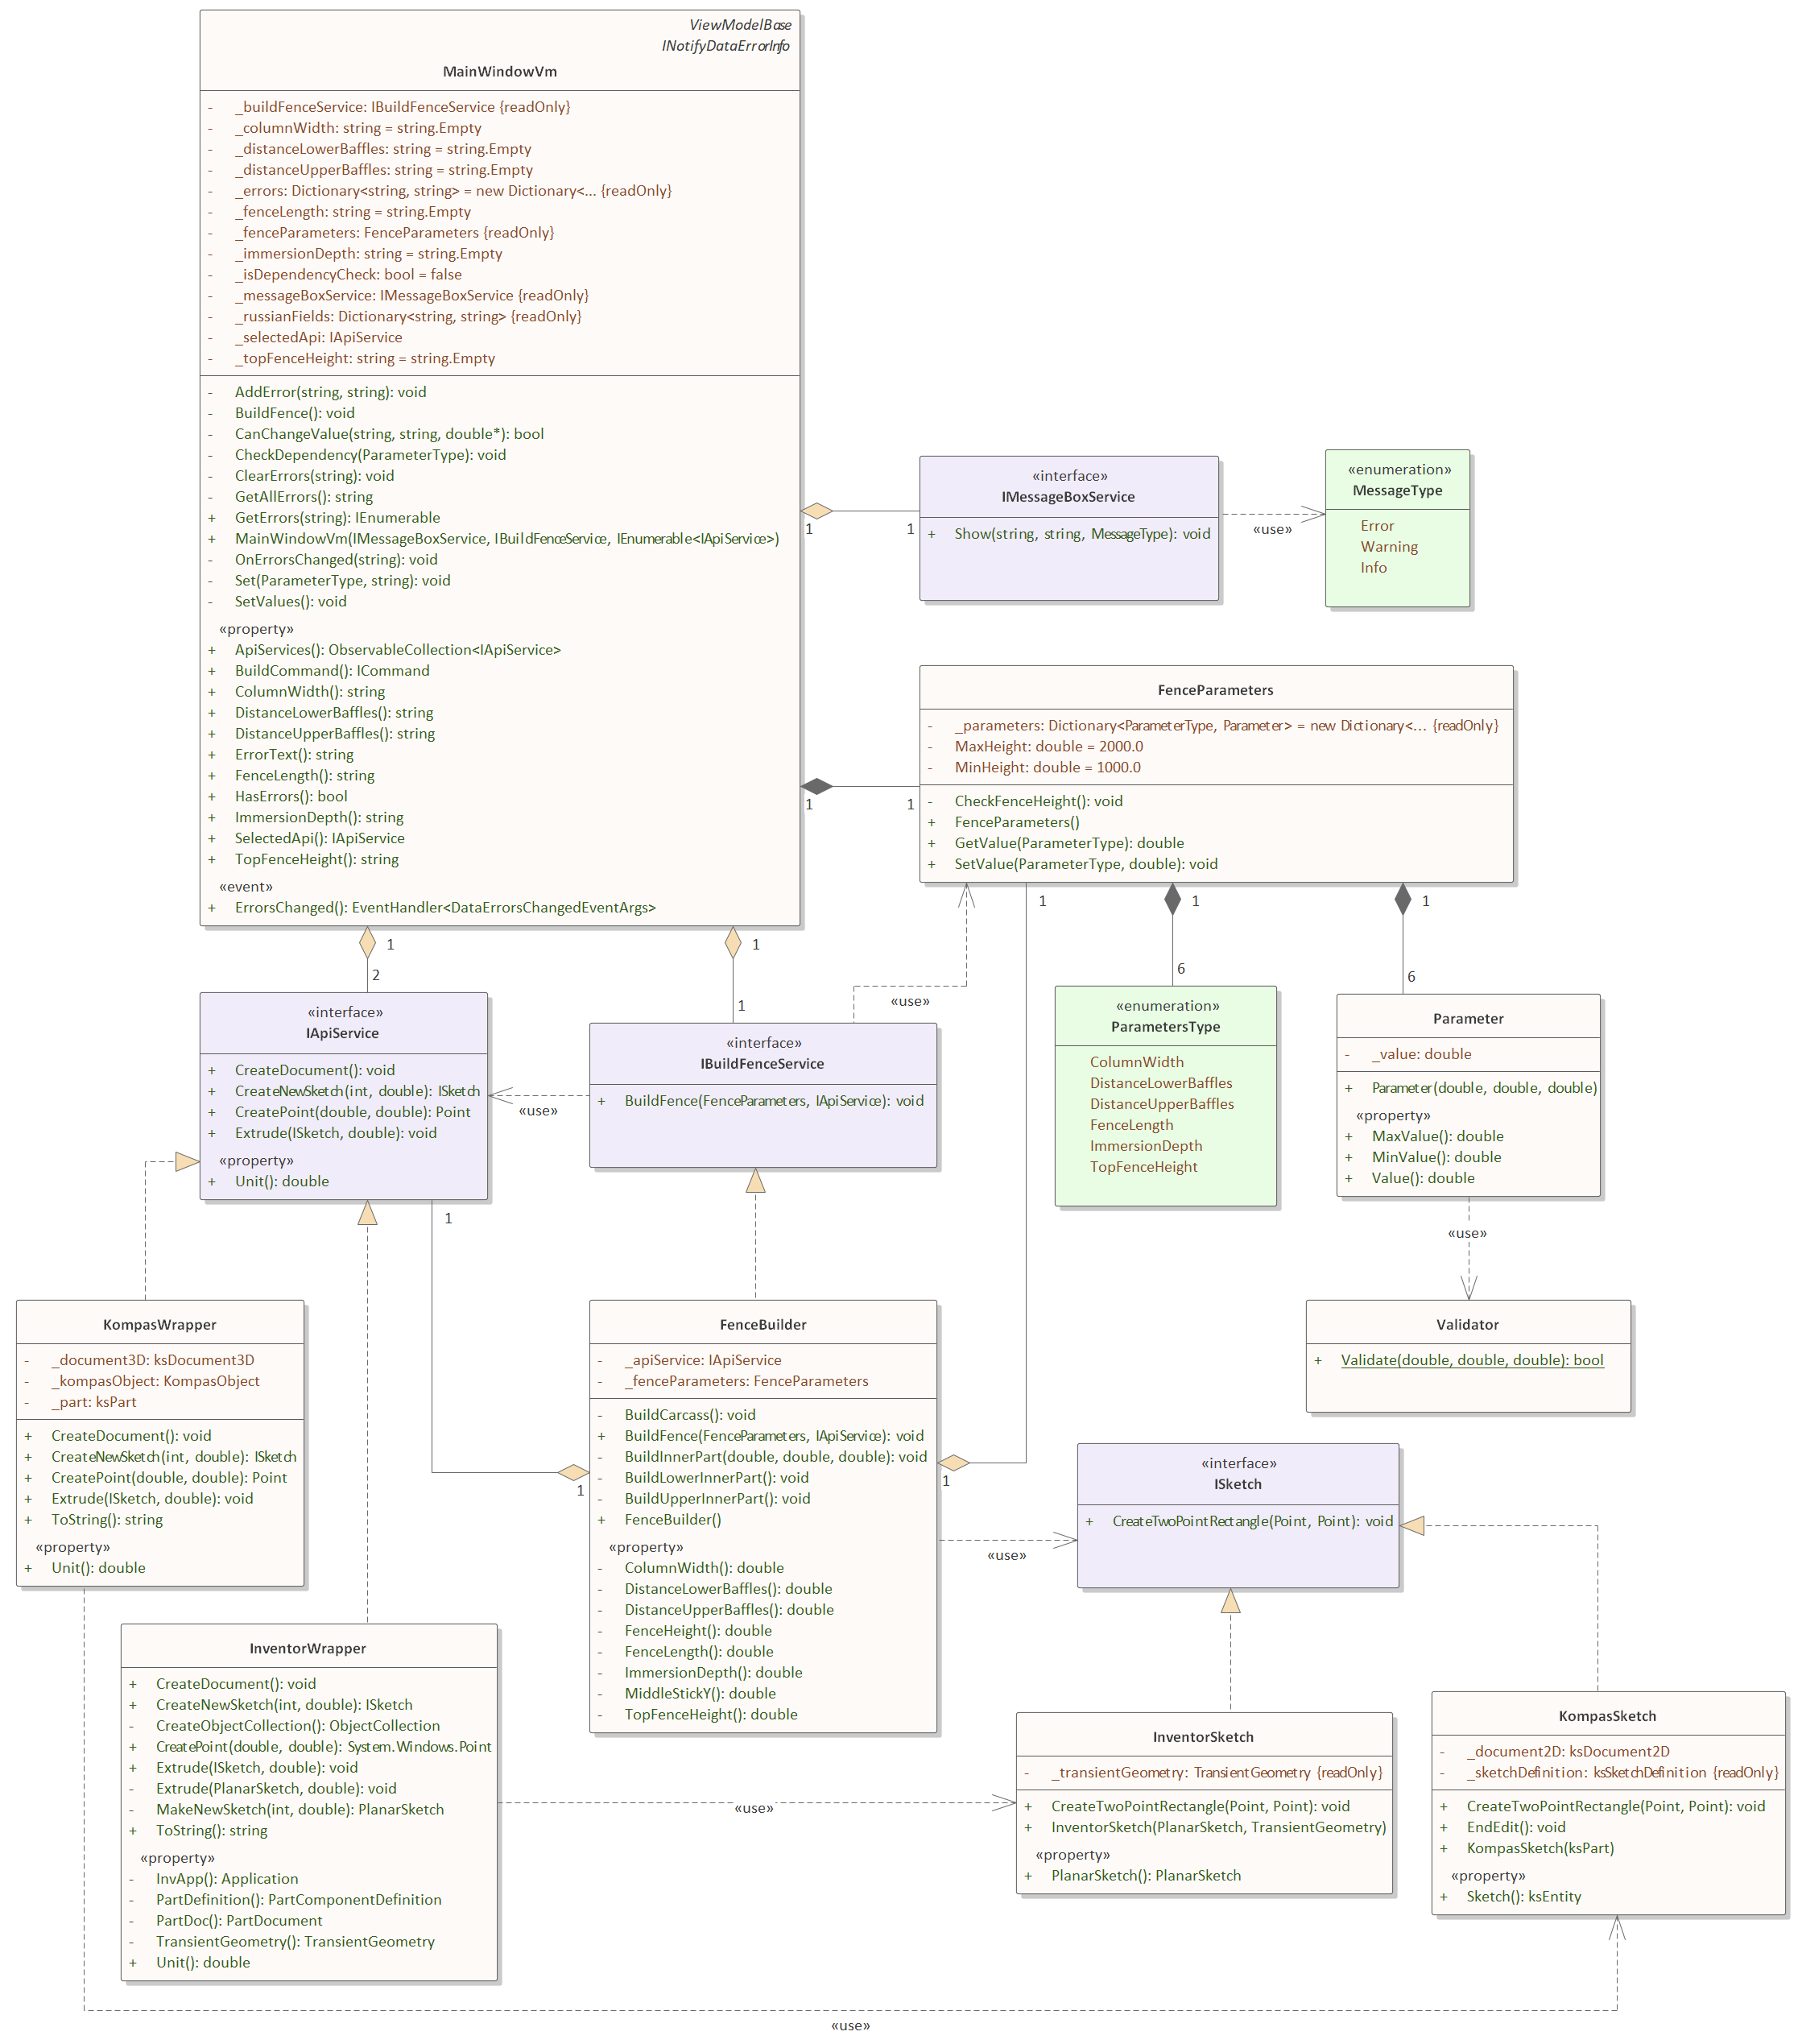 ViewModelBase
INotifyDataErrorInfo
MainWindowVm
- _buildFenceService: IBuildFenceService {readOnly}
- _columnWidth: string = string.Empty
- _distanceLowerBaffles: string = string.Empty
- _distanceUpperBaffles: string = string.Empty
- _errors: Dictionary<string, string> = new Dictionary<... {readOnly}
- _fenceLength: string = string.Empty
- _fenceParameters: FenceParameters {readOnly}
- _immersionDepth: string = string.Empty
- _isDependencyCheck: bool = false
- _messageBoxService: IMessageBoxService {readOnly}
- _russianFields: Dictionary<string, string> {readOnly}
- _selectedApi: IApiService
- _topFenceHeight: string = string.Empty
- AddError(string, string): void
- BuildFence(): void
- CanChangeValue(string, string, double*): bool
- CheckDependency(ParameterType): void
- ClearErrors(string): void
- GetAllErrors(): string
+ GetErrors(string): IEnumerable
+ MainWindowVm(IMessageBoxService, IBuildFenceService, IEnumerable<IApiService>)
- OnErrorsChanged(string): void
- Set(ParameterType, string): void
- SetValues(): void
«property»
+ ApiServices(): ObservableCollection<IApiService>
+ BuildCommand(): ICommand
+ ColumnWidth(): string
+ DistanceLowerBaffles(): string
+ DistanceUpperBaffles(): string
+ ErrorText(): string
+ FenceLength(): string
+ HasErrors(): bool
+ ImmersionDepth(): string
+ SelectedApi(): IApiService
+ TopFenceHeight(): string
«event»
+ ErrorsChanged(): EventHandler<DataErrorsChangedEventArgs>
1
1
«interface»
IMessageBoxService
+ Show(string, string, MessageType): void
«use»
«enumeration»
MessageType
Error
Warning
Info
1
1
FenceParameters
- _parameters: Dictionary<ParameterType, Parameter> = new Dictionary<... {readOnly}
- MaxHeight: double = 2000.0
- MinHeight: double = 1000.0
- CheckFenceHeight(): void
+ FenceParameters()
+ GetValue(ParameterType): double
+ SetValue(ParameterType, double): void
1
1
1
1
2
1
1
6
6
«use»
«interface»
IApiService
+ CreateDocument(): void
+ CreateNewSketch(int, double): ISketch
+ CreatePoint(double, double): Point
+ Extrude(ISketch, double): void
«property»
+ Unit(): double
«use»
«interface»
IBuildFenceService
+ BuildFence(FenceParameters, IApiService): void
«enumeration»
ParametersType
ColumnWidth
DistanceLowerBaffles
DistanceUpperBaffles
FenceLength
ImmersionDepth
TopFenceHeight
Parameter
- _value: double
+ Parameter(double, double, double)
«property»
+ MaxValue(): double
+ MinValue(): double
+ Value(): double
1
«use»
KompasWrapper
- _document3D: ksDocument3D
- _kompasObject: KompasObject
- _part: ksPart
+ CreateDocument(): void
+ CreateNewSketch(int, double): ISketch
+ CreatePoint(double, double): Point
+ Extrude(ISketch, double): void
+ ToString(): string
«property»
+ Unit(): double
FenceBuilder
- _apiService: IApiService
- _fenceParameters: FenceParameters
- BuildCarcass(): void
+ BuildFence(FenceParameters, IApiService): void
- BuildInnerPart(double, double, double): void
- BuildLowerInnerPart(): void
- BuildUpperInnerPart(): void
+ FenceBuilder()
«property»
- ColumnWidth(): double
- DistanceLowerBaffles(): double
- DistanceUpperBaffles(): double
- FenceHeight(): double
- FenceLength(): double
- ImmersionDepth(): double
- MiddleStickY(): double
- TopFenceHeight(): double
1
1
Validator
+ Validate(double, double, double): bool
«interface»
ISketch
+ CreateTwoPointRectangle(Point, Point): void
«use»
InventorWrapper
+ CreateDocument(): void
+ CreateNewSketch(int, double): ISketch
- CreateObjectCollection(): ObjectCollection
+ CreatePoint(double, double): System.Windows.Point
+ Extrude(ISketch, double): void
- Extrude(PlanarSketch, double): void
- MakeNewSketch(int, double): PlanarSketch
+ ToString(): string
«property»
- InvApp(): Application
- PartDefinition(): PartComponentDefinition
- PartDoc(): PartDocument
- TransientGeometry(): TransientGeometry
+ Unit(): double
«use»
InventorSketch
- _transientGeometry: TransientGeometry {readOnly}
+ CreateTwoPointRectangle(Point, Point): void
+ InventorSketch(PlanarSketch, TransientGeometry)
«property»
+ PlanarSketch(): PlanarSketch
KompasSketch
- _document2D: ksDocument2D
- _sketchDefinition: ksSketchDefinition {readOnly}
+ CreateTwoPointRectangle(Point, Point): void
+ EndEdit(): void
+ KompasSketch(ksPart)
«property»
+ Sketch(): ksEntity
«use»